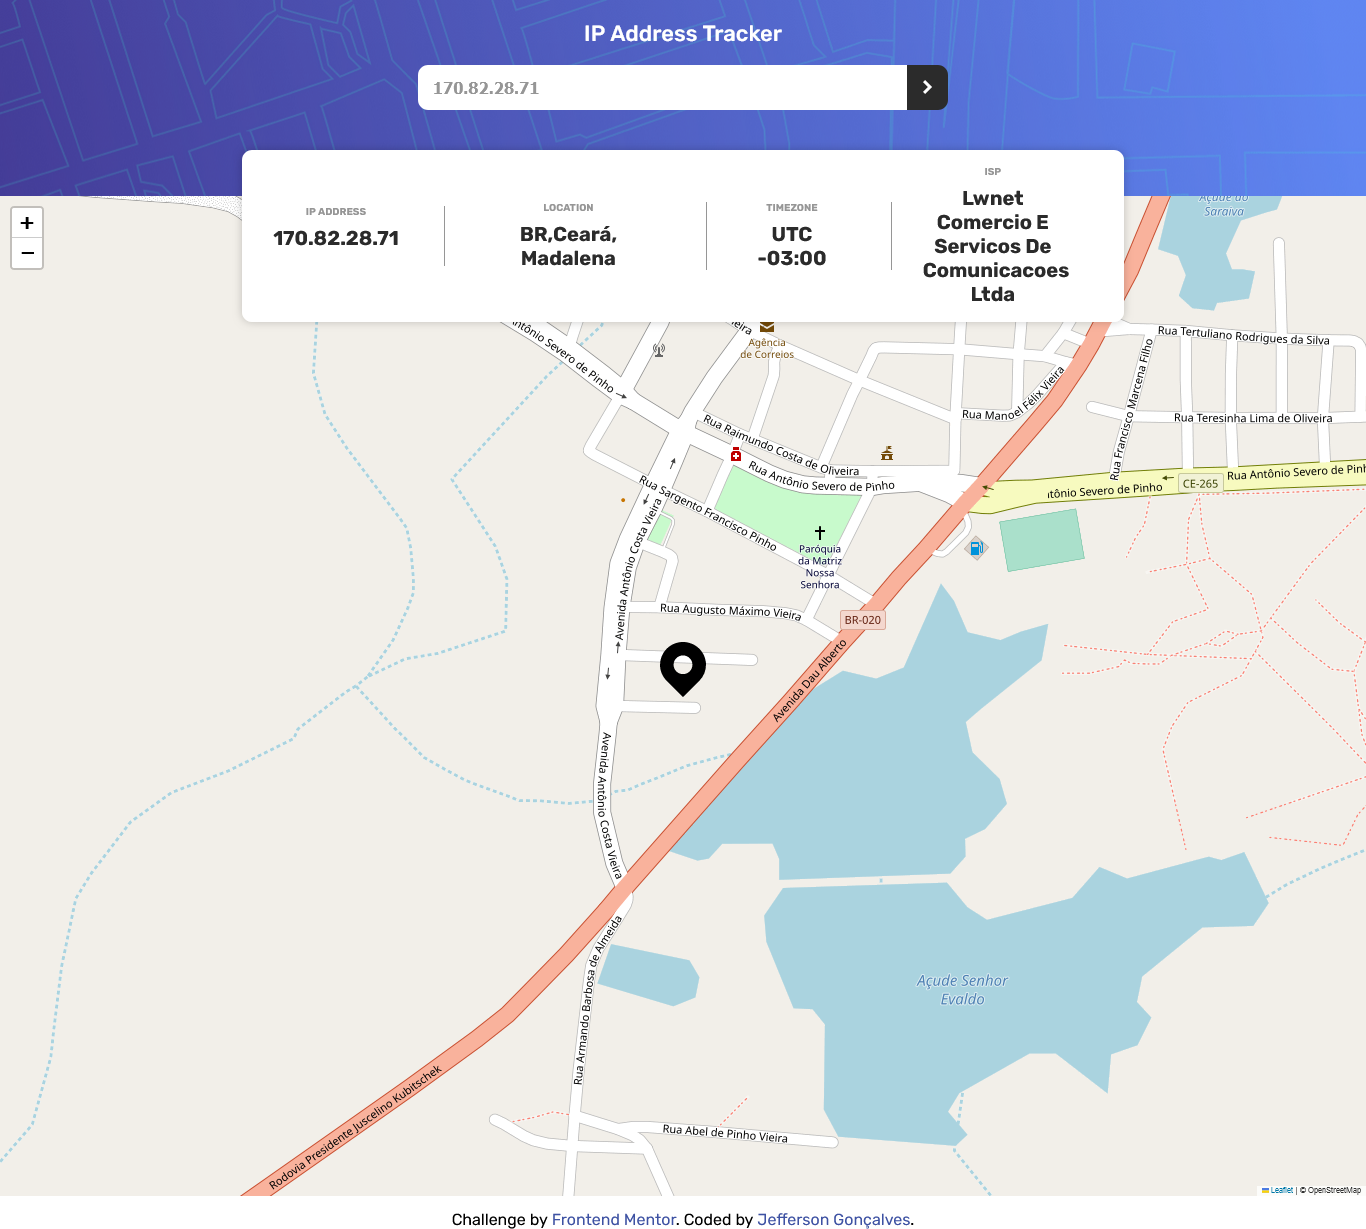 IP Address Tracker
170.82.28.71
IP ADDRESS
170.82.28.71
LOCATION
BR,Ceará,
Madalena
TIMEZONE
UTC
-03:00
ISP
Lwnet
Comercio E
Servicos De
Comunicacoes
Ltda
+
−
Açude do
Saraiva
ntônio Severo de Pinho
ieira
Agência
de Correios
Rua Tertuliano Rodrigues da Silva
Rua Francisco Marcena Filho
Rua Manoel Félix Vieira
Rua Teresinha Lima de Oliveira
Rua Raimundo Costa de Oliveira
Rua Antônio Severo de Pinho
Rua Antônio Severo de Pinh
CE-265
ntônio Severo de Pinho
Rua Sargento Francisco Pinho
Avenida Antônio Costa Vieira
Paróquia
da Matriz
Nossa
Senhora
Rua Augusto Máximo Vieira
BR-020
Avenida Dau Alberto
Avenida Antônio Costa Vieira
Rua Armando Barbosa de Almeida
Açude Senhor
Evaldo
Rodovia Presidente Juscelino Kubitschek
Rua Abel de Pinho Vieira
Leaflet | © OpenStreetMap
Challenge by Frontend Mentor. Coded by Jefferson Gonçalves.